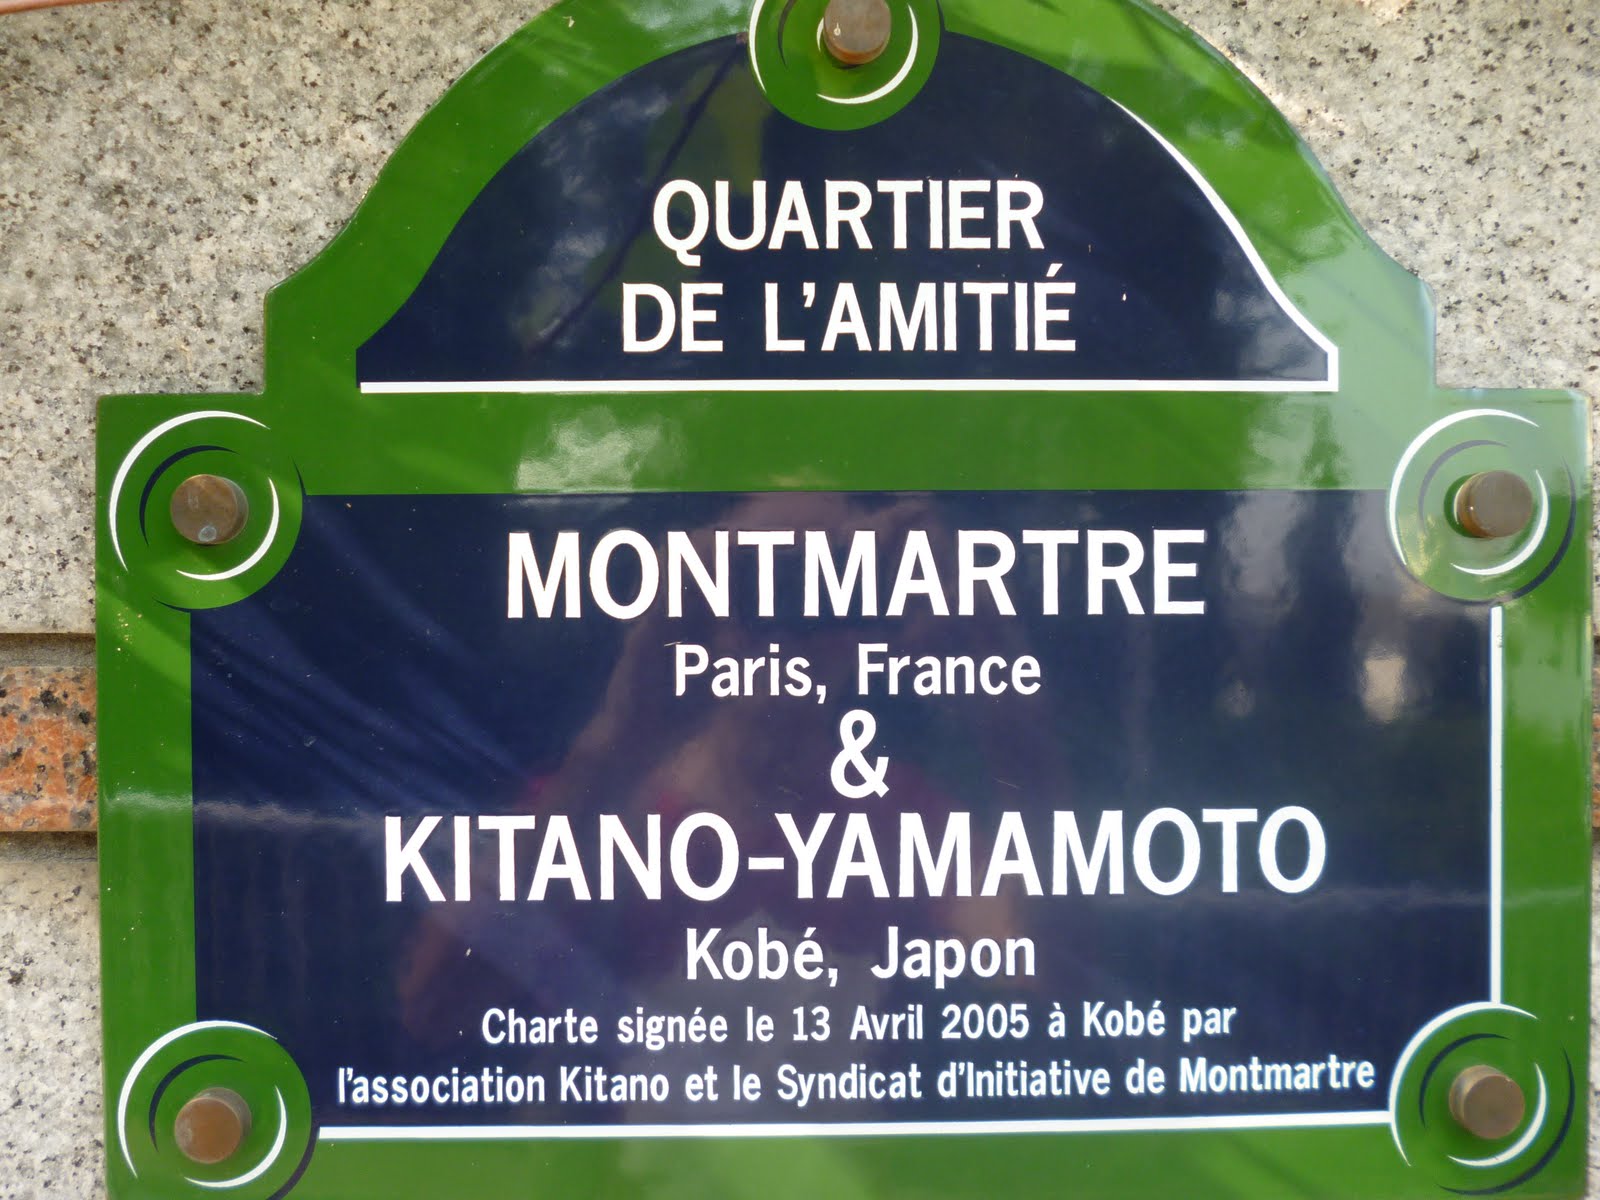 QUARTIER
DE L'AMITIÉ
MONTMARTRE
Paris, France
&
KITANO-YAMAMOTO
Kobé, Japon
Charte signée le 13 Avril 2005 à Kobé par
l'association Kitano et le Syndicat d'Initiative de Montmartre